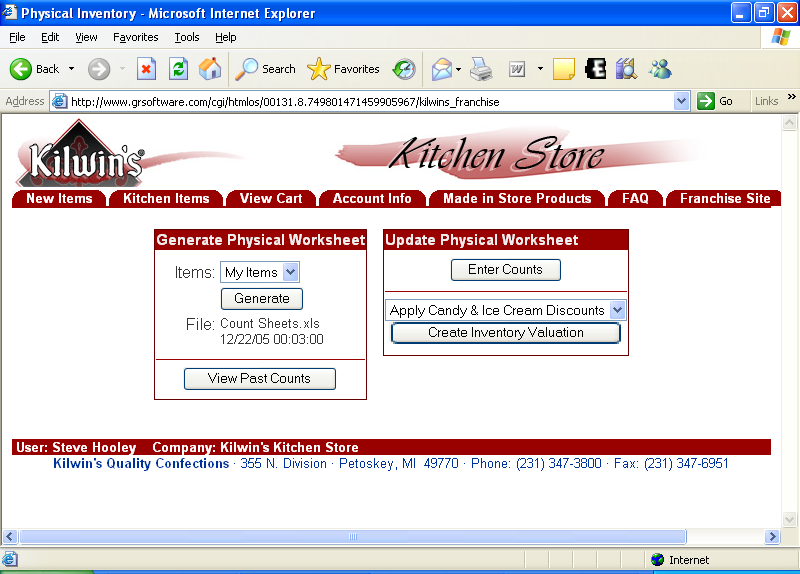 Physical Inventory - Microsoft Internet Explorer
File Edit View Favorites Tools Help
Back Search Favorites
Address http://www.grsoftware.com/cgi/htmlos/00131.8.749801471459905967/kilwins_franchise Go Links »
Kilwin's® Kitchen Store
New Items Kitchen Items View Cart Account Info Made in Store Products FAQ Franchise Site
Generate Physical Worksheet
Items: My Items
Generate
File: Count Sheets.xls
12/22/05 00:03:00
View Past Counts
Update Physical Worksheet
Enter Counts
Apply Candy & Ice Cream Discounts
Create Inventory Valuation
User: Steve Hooley Company: Kilwin's Kitchen Store
Kilwin's Quality Confections · 355 N. Division · Petoskey, MI 49770 · Phone: (231) 347-3800 · Fax: (231) 347-6951
Internet